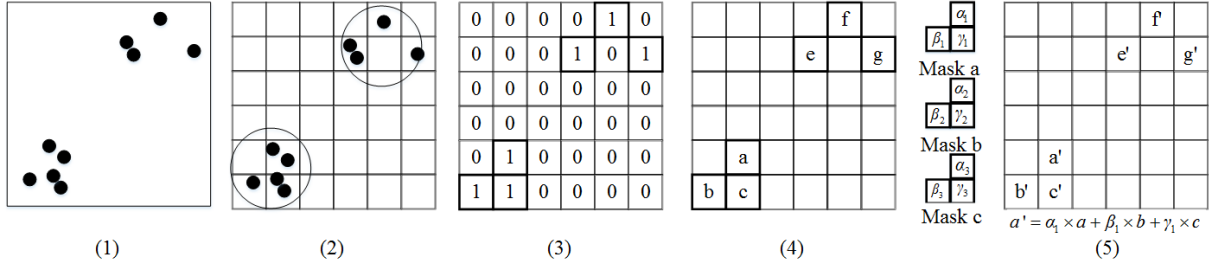 0 0 0 0 1 0
0 0 0 1 0 1
0 0 0 0 0 0
0 0 0 0 0 0
0 1 0 0 0 0
1 1 0 0 0 0
f
e g
a
b c
α₁
β₁ γ₁
Mask a
α₂
β₂ γ₂
Mask b
α₃
β₃ γ₃
Mask c
f'
e' g'
a'
b' c'
a' = α₁ × a + β₁ × b + γ₁ × c
(1) (2) (3) (4) (5)